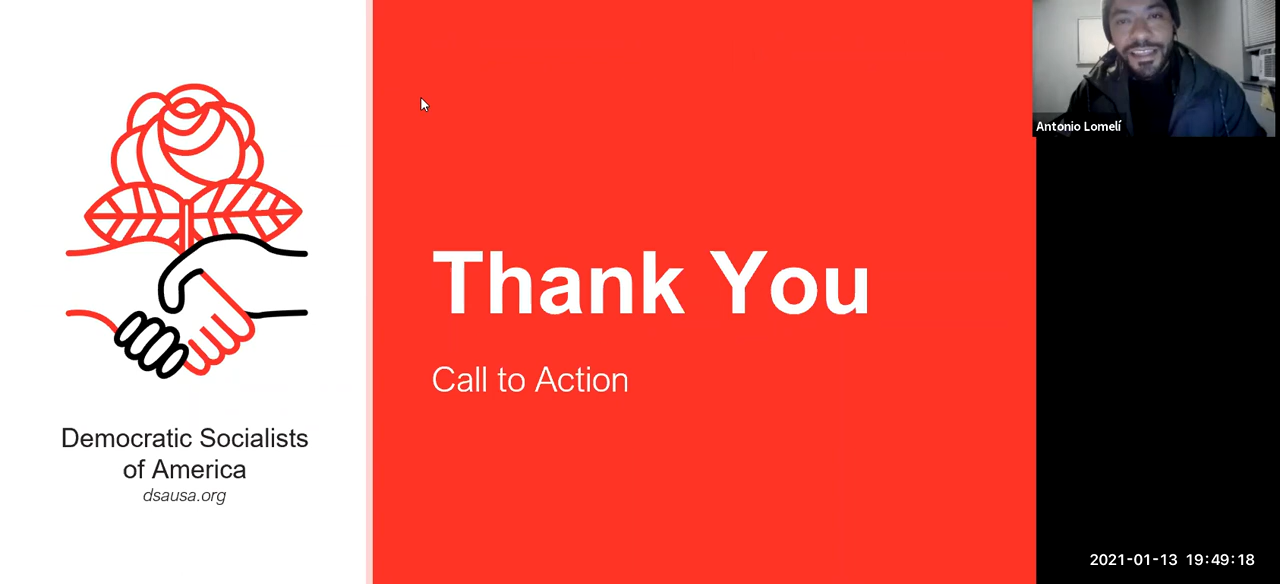 Democratic Socialists
of America
dsausa.org
Thank You
Call to Action
Antonio Lomelí
2021-01-13 19:49:18